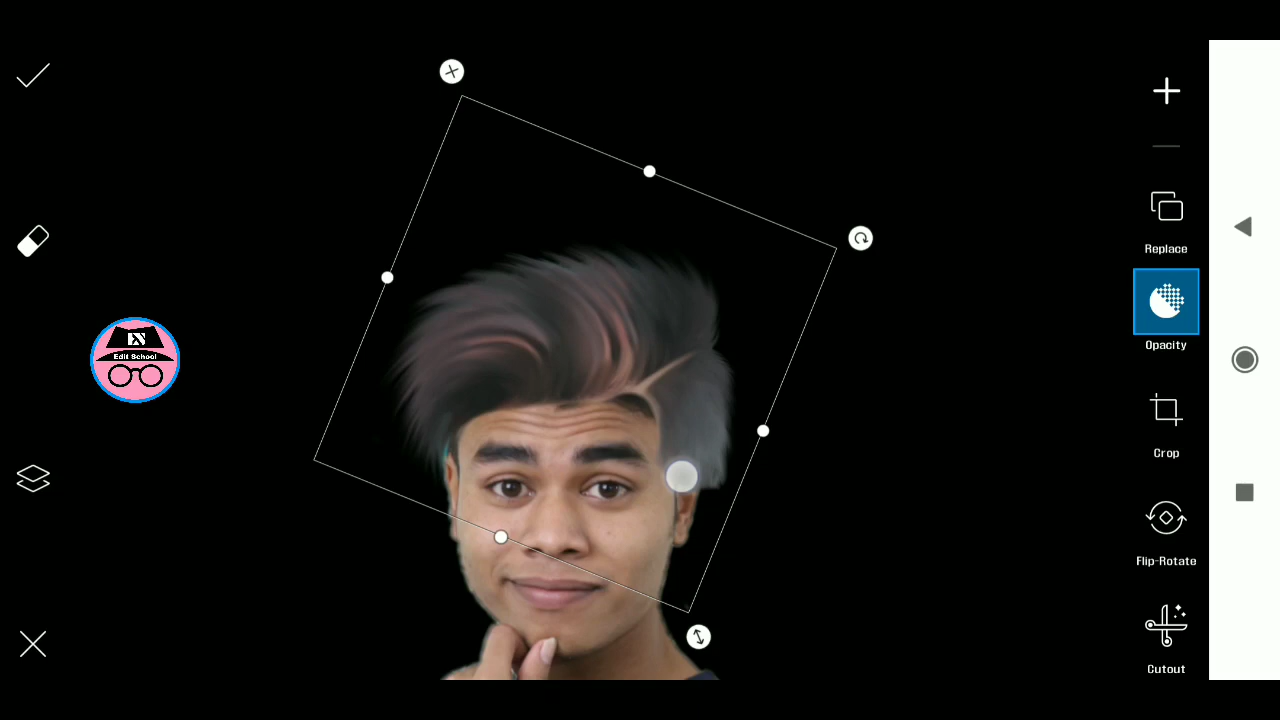 Edit School
Replace
Opacity
Crop
Flip-Rotate
Cutout